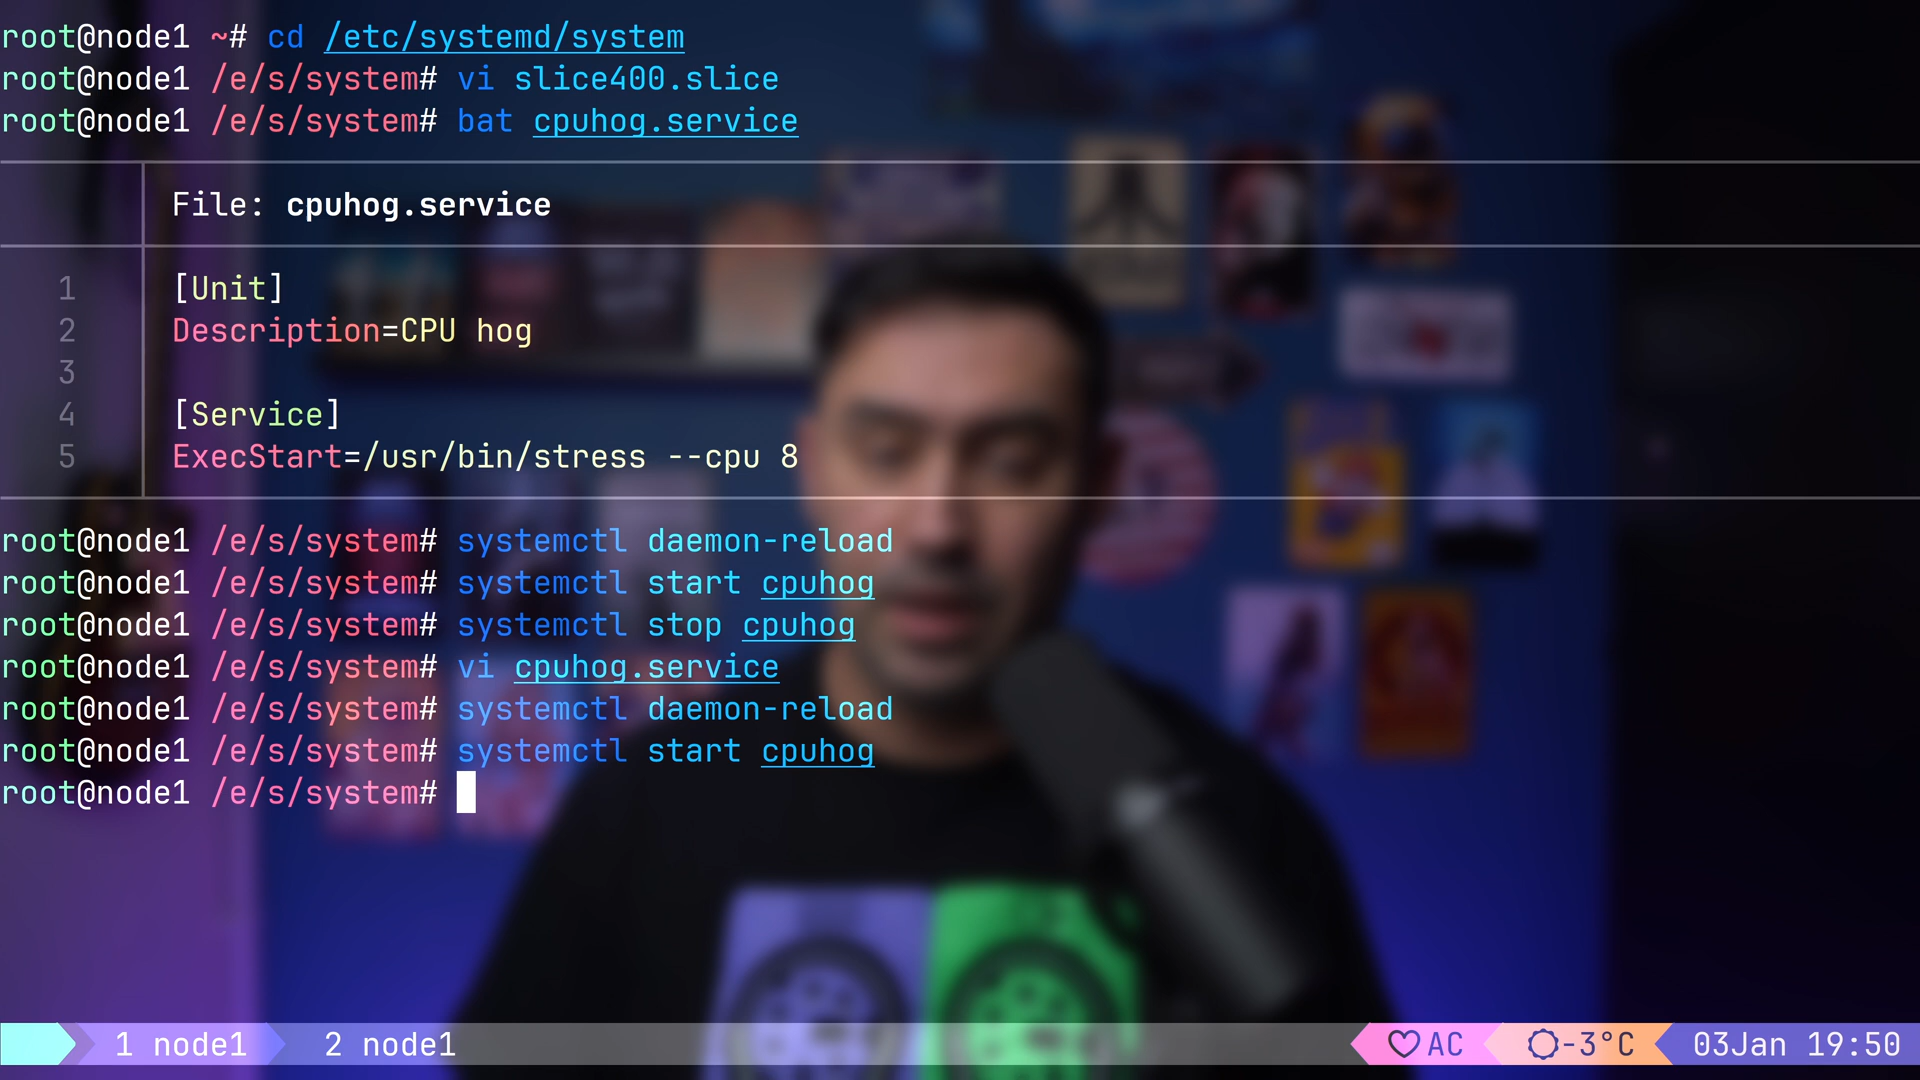 root@node1 ~# cd /etc/systemd/system
root@node1 /e/s/system# vi slice400.slice
root@node1 /e/s/system# bat cpuhog.service
File: cpuhog.service
1 [Unit]
2 Description=CPU hog
3
4 [Service]
5 ExecStart=/usr/bin/stress --cpu 8
root@node1 /e/s/system# systemctl daemon-reload
root@node1 /e/s/system# systemctl start cpuhog
root@node1 /e/s/system# systemctl stop cpuhog
root@node1 /e/s/system# vi cpuhog.service
root@node1 /e/s/system# systemctl daemon-reload
root@node1 /e/s/system# systemctl start cpuhog
root@node1 /e/s/system#
1 node1 2 node1 AC -3°C 03Jan 19:50